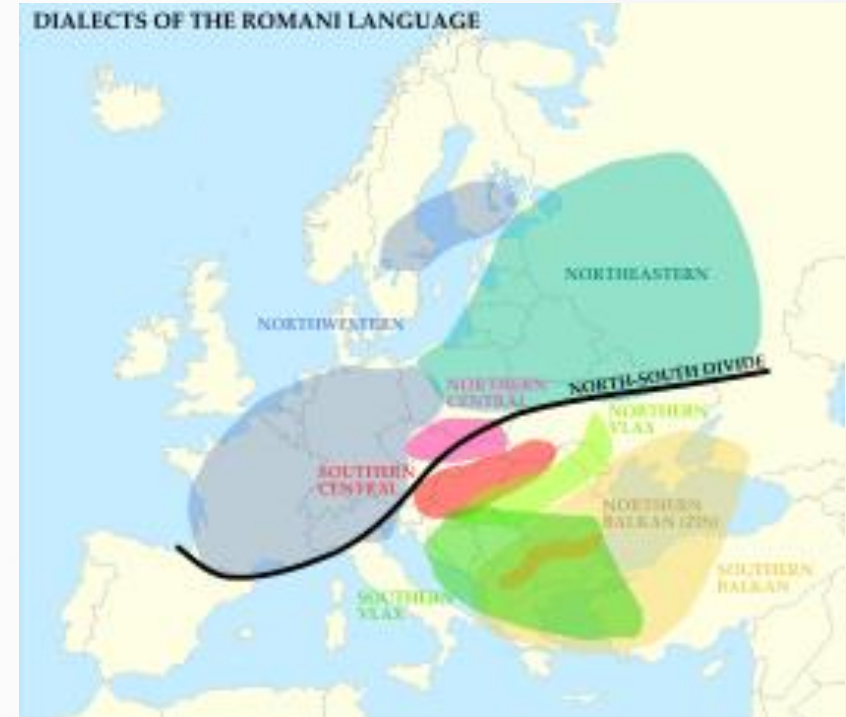 DIALECTS OF THE ROMANI LANGUAGE
NORTHEASTERN
NORTHWESTERN
NORTH-SOUTH DIVIDE
NORTHERN
CENTRAL
NORTHERN
VLAX
SOUTHERN
CENTRAL
NORTHERN
BALKAN (ZIS)
SOUTHERN
BALKAN
SOUTHERN
VLAX